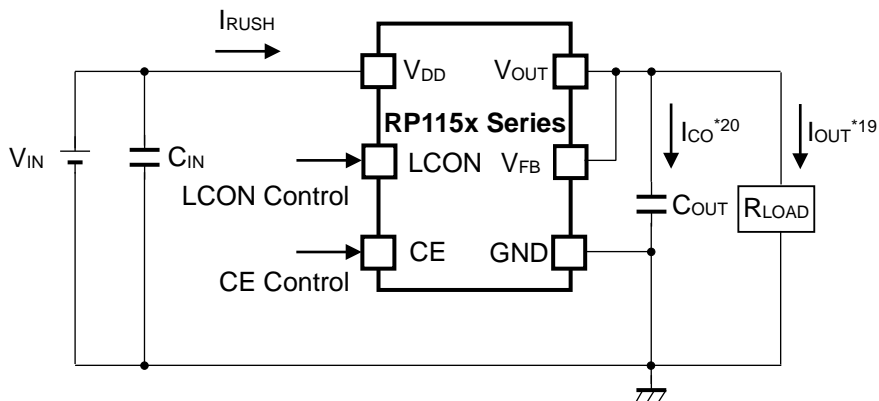 IRUSH
VDD
VOUT
RP115x Series
ICO*20
IOUT*19
VIN
CIN
LCON
VFB
LCON Control
COUT
RLOAD
CE
GND
CE Control